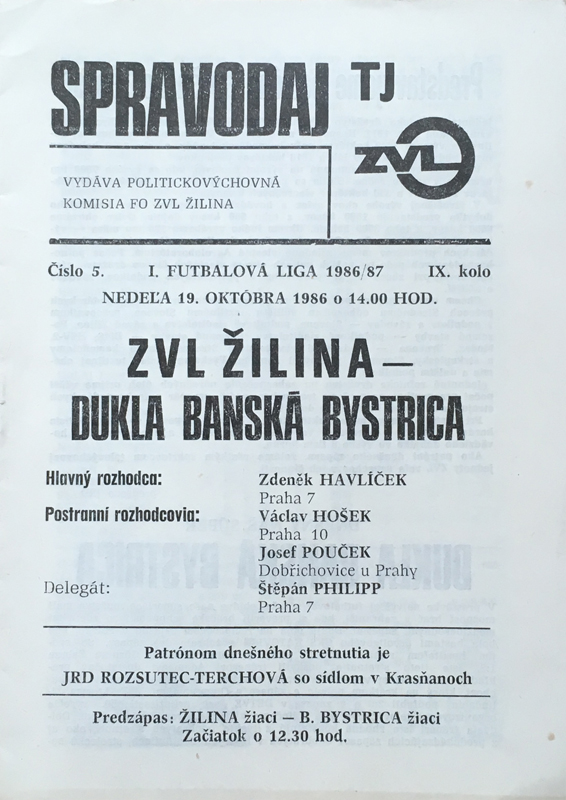 SPRAVODAJ TJ
ZVL
VYDÁVA POLITICKOVÝCHOVNÁ
KOMISIA FO ZVL ŽILINA
Číslo 5. I. FUTBALOVÁ LIGA 1986/87 IX. kolo
NEDEĽA 19. OKTÓBRA 1986 o 14.00 HOD.
ZVL ŽILINA —
DUKLA BANSKÁ BYSTRICA
Hlavný rozhodca: Zdeněk HAVLÍČEK
Praha 7
Postranní rozhodcovia: Václav HOŠEK
Praha 10
Josef POUČEK
Dobřichovice u Prahy
Delegát: Štěpán PHILIPP
Praha 7
Patrónom dnešného stretnutia je
JRD ROZSUTEC-TERCHOVÁ so sídlom v Krasňanoch
Predzápas: ŽILINA žiaci — B. BYSTRICA žiaci
Začiatok o 12.30 hod.